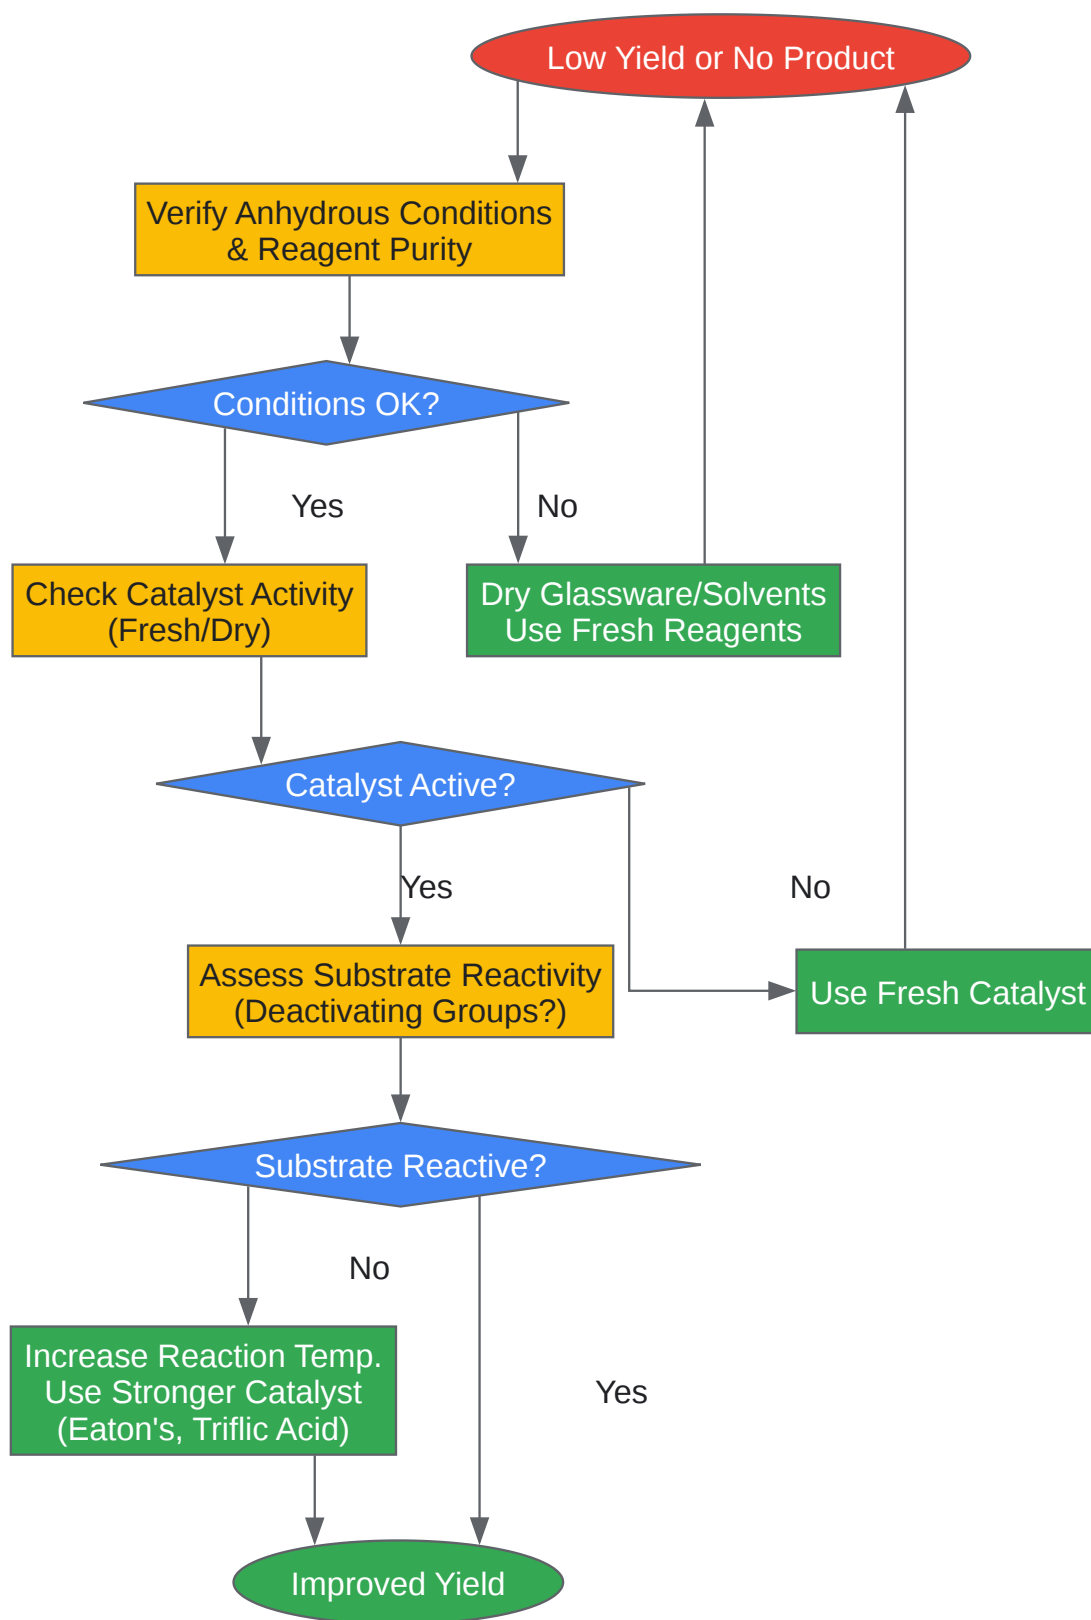 Low Yield or No Product
Verify Anhydrous Conditions
& Reagent Purity
Conditions OK?
Yes
No
Check Catalyst Activity
(Fresh/Dry)
Dry Glassware/Solvents
Use Fresh Reagents
Catalyst Active?
Yes
No
Assess Substrate Reactivity
(Deactivating Groups?)
Use Fresh Catalyst
Substrate Reactive?
No
Increase Reaction Temp.
Use Stronger Catalyst
(Eaton's, Triflic Acid)
Yes
Improved Yield